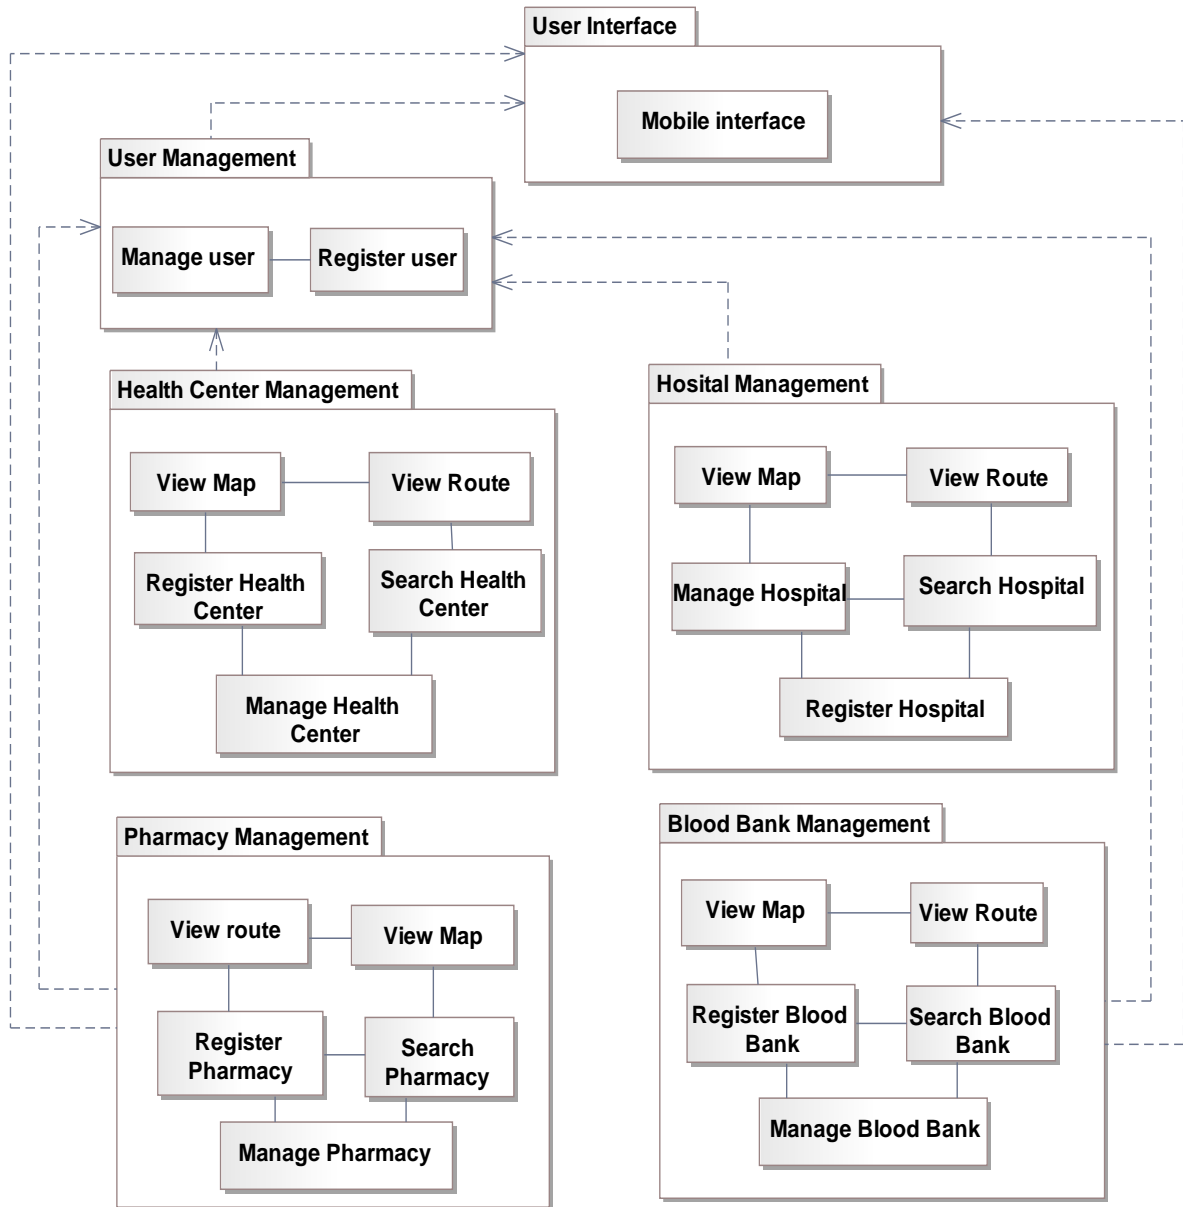 User Interface
Mobile interface
User Management
Manage user
Register user
Health Center Management
View Map
View Route
Register Health
Center
Search Health
Center
Manage Health
Center
Hosital Management
View Map
View Route
Manage Hospital
Search Hospital
Register Hospital
Pharmacy Management
View route
View Map
Register
Pharmacy
Search
Pharmacy
Manage Pharmacy
Blood Bank Management
View Map
View Route
Register Blood
Bank
Search Blood
Bank
Manage Blood Bank